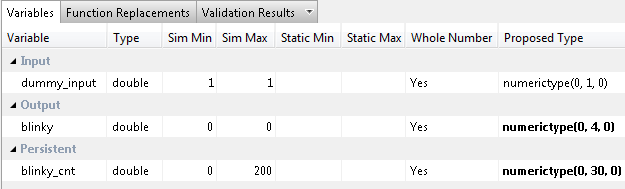 Variables Function Replacements Validation Results
Variable Type Sim Min Sim Max Static Min Static Max Whole Number Proposed Type
Input
dummy_input double 1 1 Yes numerictype(0, 1, 0)
Output
blinky double 0 0 Yes numerictype(0, 4, 0)
Persistent
blinky_cnt double 0 200 Yes numerictype(0, 30, 0)